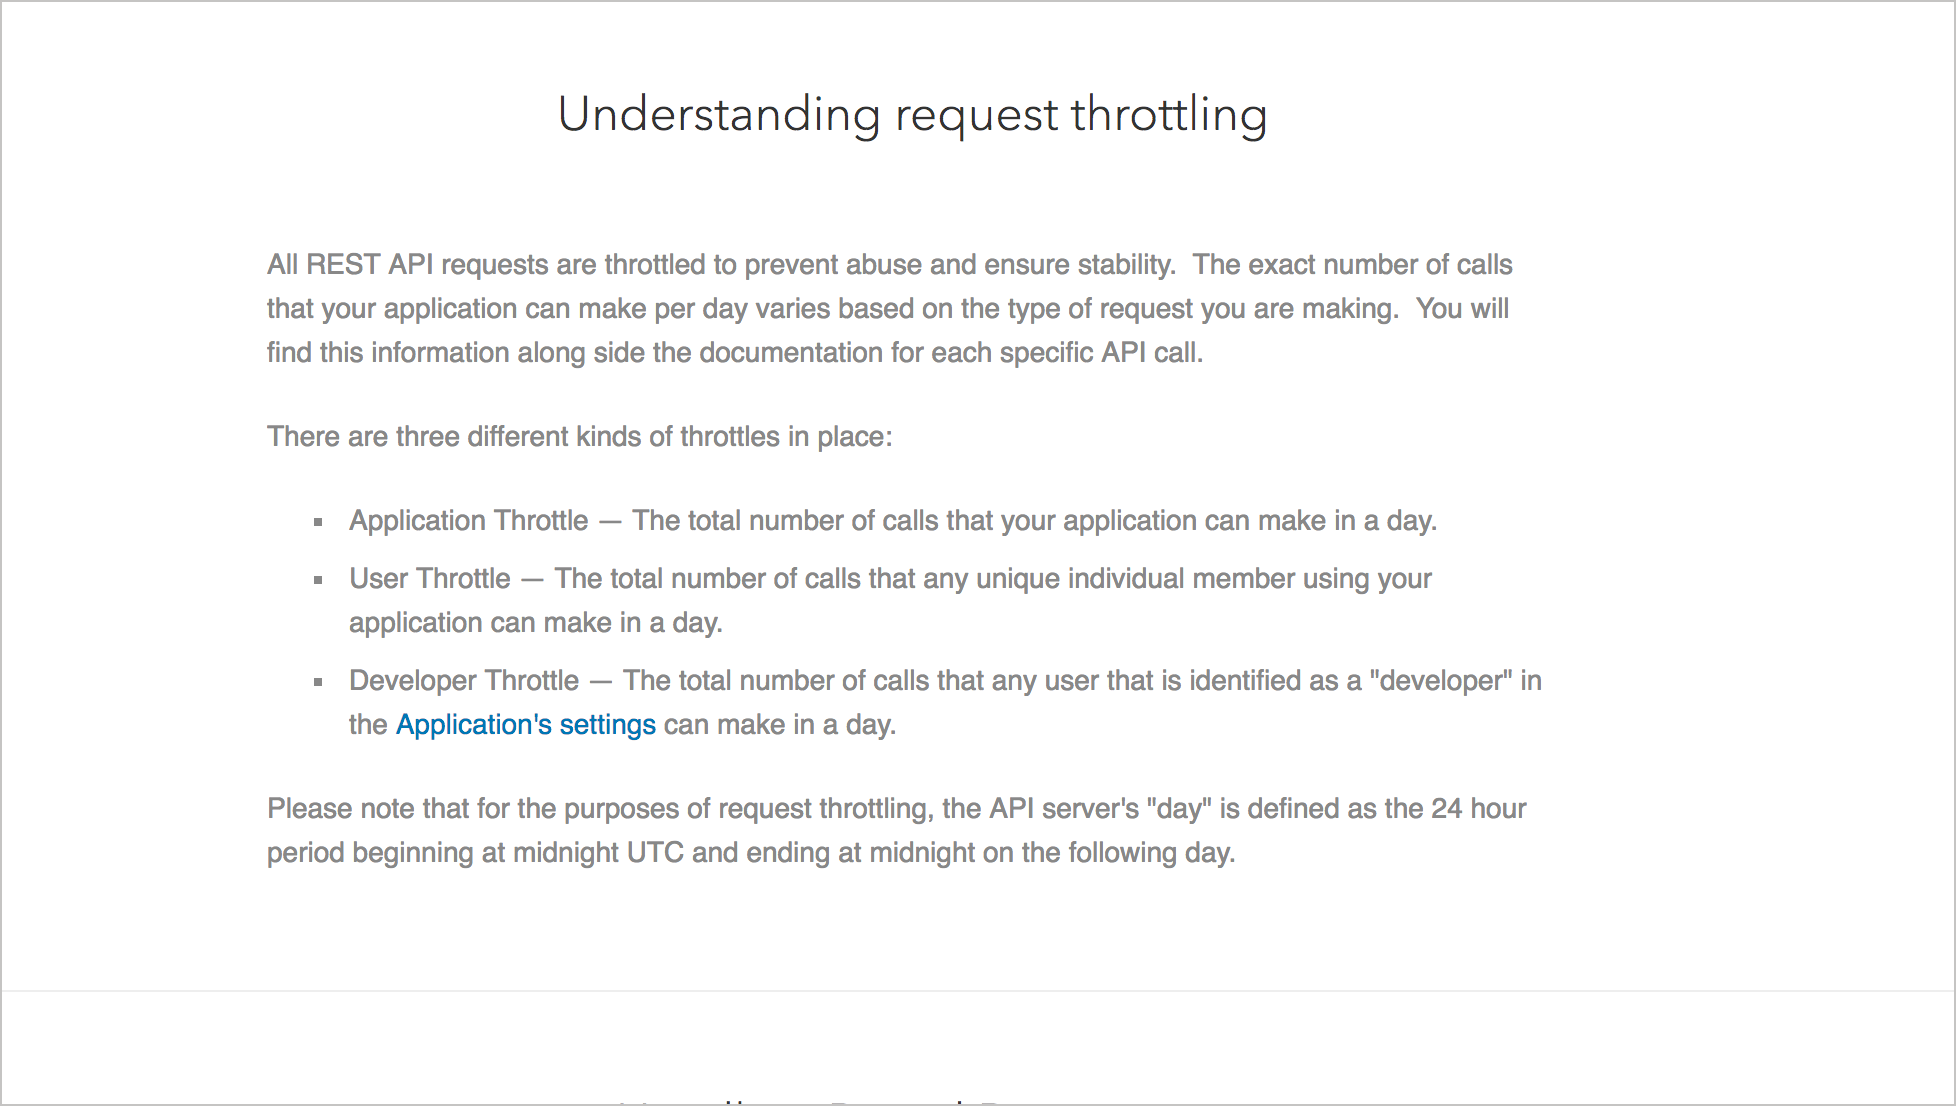 Understanding request throttling
All REST API requests are throttled to prevent abuse and ensure stability.  The exact number of calls
that your application can make per day varies based on the type of request you are making.  You will
find this information along side the documentation for each specific API call.
There are three different kinds of throttles in place:
▪ Application Throttle — The total number of calls that your application can make in a day.
▪ User Throttle — The total number of calls that any unique individual member using your
application can make in a day.
▪ Developer Throttle — The total number of calls that any user that is identified as a "developer" in
the Application's settings can make in a day.
Please note that for the purposes of request throttling, the API server's "day" is defined as the 24 hour
period beginning at midnight UTC and ending at midnight on the following day.